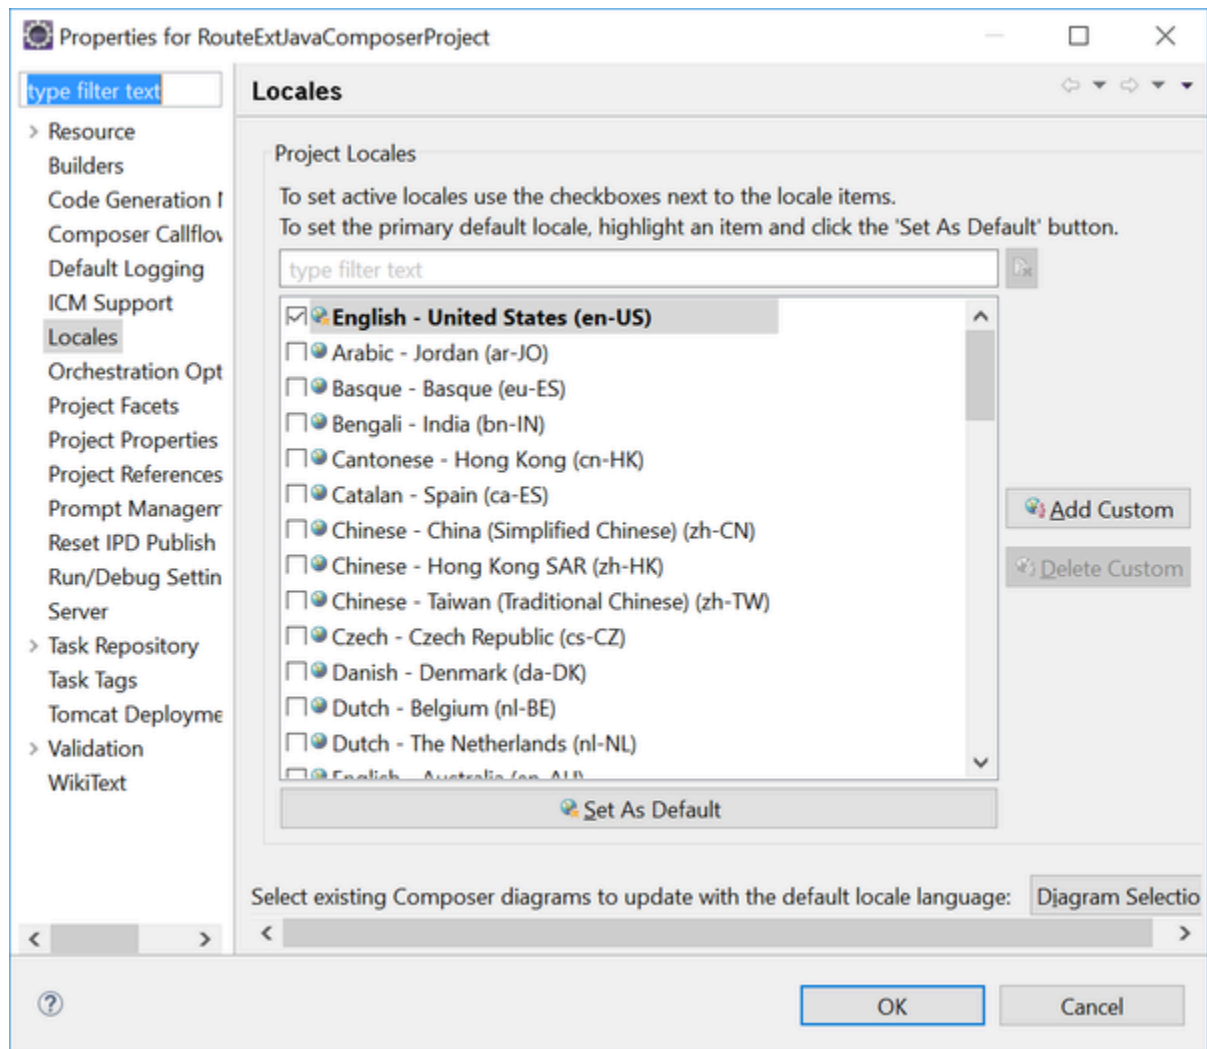 Properties for RouteExtJavaComposerProject
type filter text
Resource
Builders
Code Generation
Composer Callflow
Default Logging
ICM Support
Locales
Orchestration Opt
Project Facets
Project Properties
Project References
Prompt Managem
Reset IPD Publish
Run/Debug Settin
Server
Task Repository
Task Tags
Tomcat Deployme
Validation
WikiText
Locales
Project Locales
To set active locales use the checkboxes next to the locale items.
To set the primary default locale, highlight an item and click the 'Set As Default' button.
type filter text
English - United States (en-US)
Arabic - Jordan (ar-JO)
Basque - Basque (eu-ES)
Bengali - India (bn-IN)
Cantonese - Hong Kong (cn-HK)
Catalan - Spain (ca-ES)
Chinese - China (Simplified Chinese) (zh-CN)
Chinese - Hong Kong SAR (zh-HK)
Chinese - Taiwan (Traditional Chinese) (zh-TW)
Czech - Czech Republic (cs-CZ)
Danish - Denmark (da-DK)
Dutch - Belgium (nl-BE)
Dutch - The Netherlands (nl-NL)
English - Australia (en-AU)
Add Custom
Delete Custom
Set As Default
Select existing Composer diagrams to update with the default locale language:
Diagram Selectio
OK
Cancel